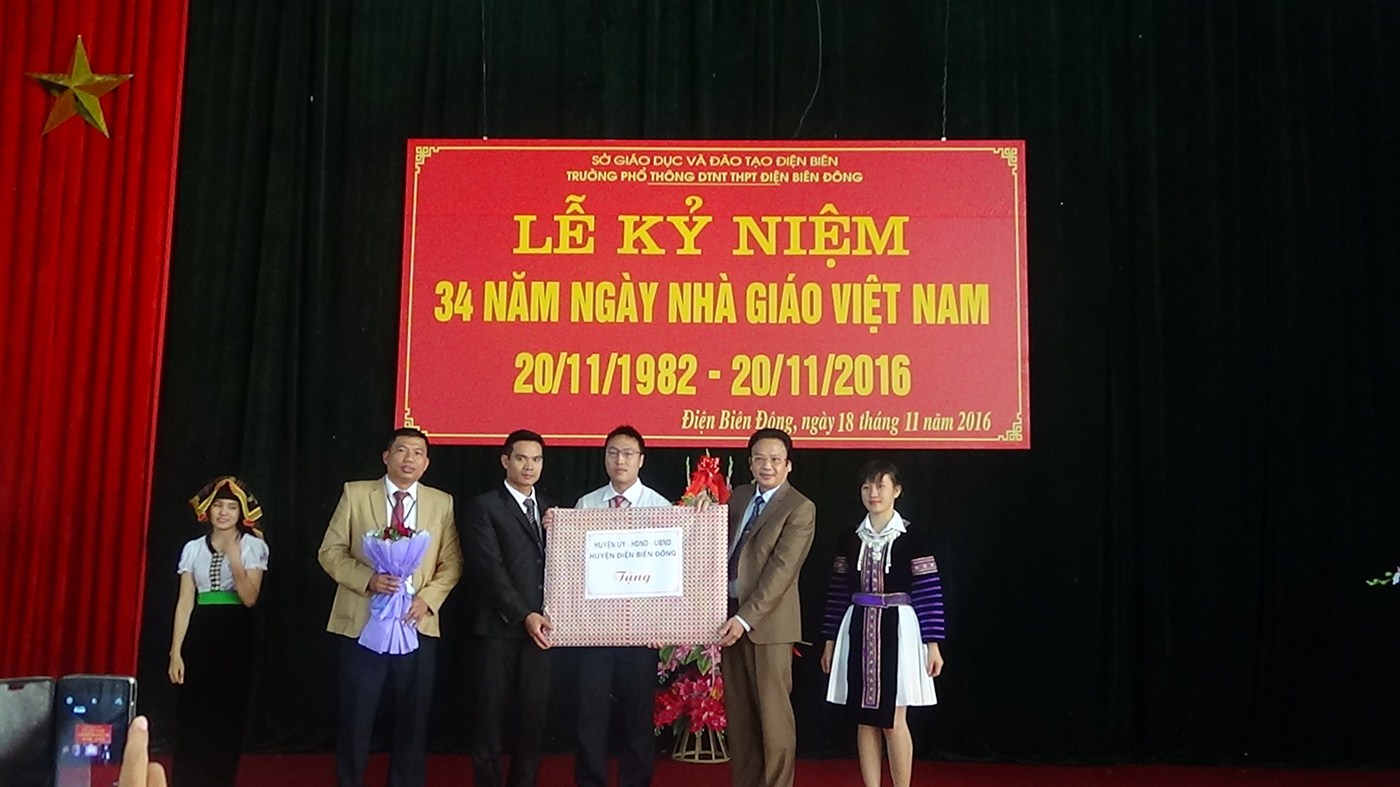 SỞ GIÁO DỤC VÀ ĐÀO TẠO ĐIỆN BIÊN
TRƯỜNG PHỔ THÔNG DTNT THPT ĐIỆN BIÊN ĐÔNG
LỄ KỶ NIỆM
34 NĂM NGÀY NHÀ GIÁO VIỆT NAM
20/11/1982 - 20/11/2016
Điện Biên Đông, ngày 18 tháng 11 năm 2016
HUYỆN ỦY - HĐND - UBND
HUYỆN ĐIỆN BIÊN ĐÔNG
Tặng